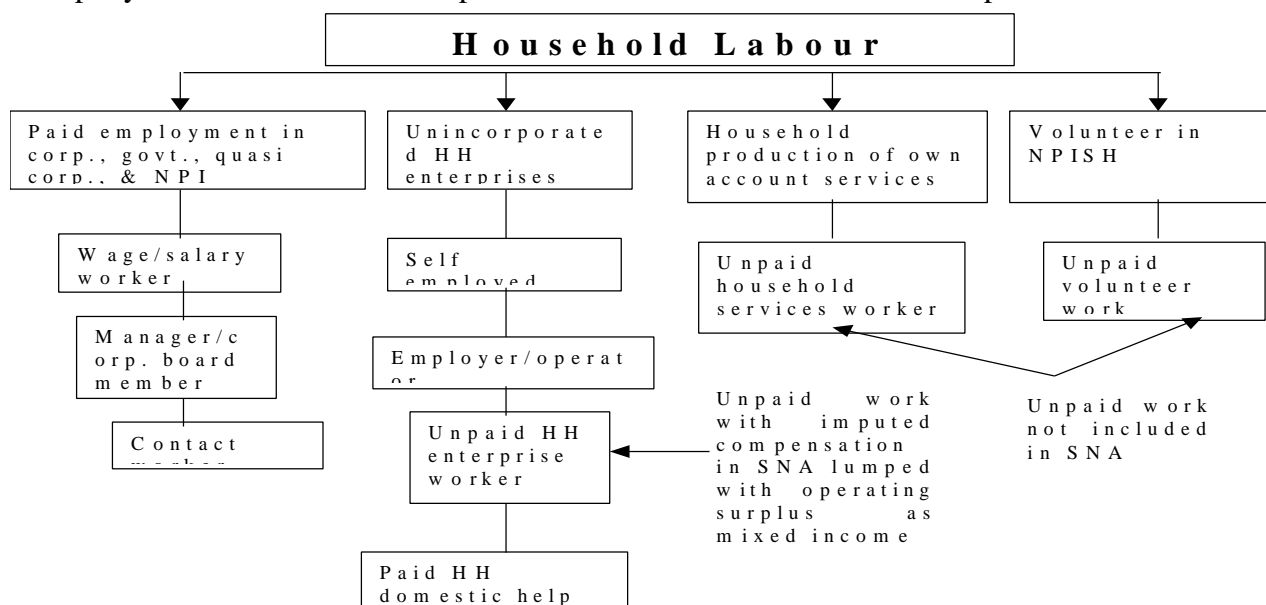 Household Labour
Paid employment in
corp., govt., quasi
corp., & NPI
Wage/salary
worker
Manager/c
orp. board
member
Contact
Unincorporate
d HH
enterprises
Self
employed
Employer/operat
or
Unpaid HH
enterprise
worker
Paid HH
domestic help
Household
production of own
account services
Unpaid
household
services worker
Unpaid work
with imputed
compensation
in SNA lumped
with operating
surplus as
mixed income
Volunteer in
NPISH
Unpaid
volunteer
work
Unpaid work
not included
in SNA